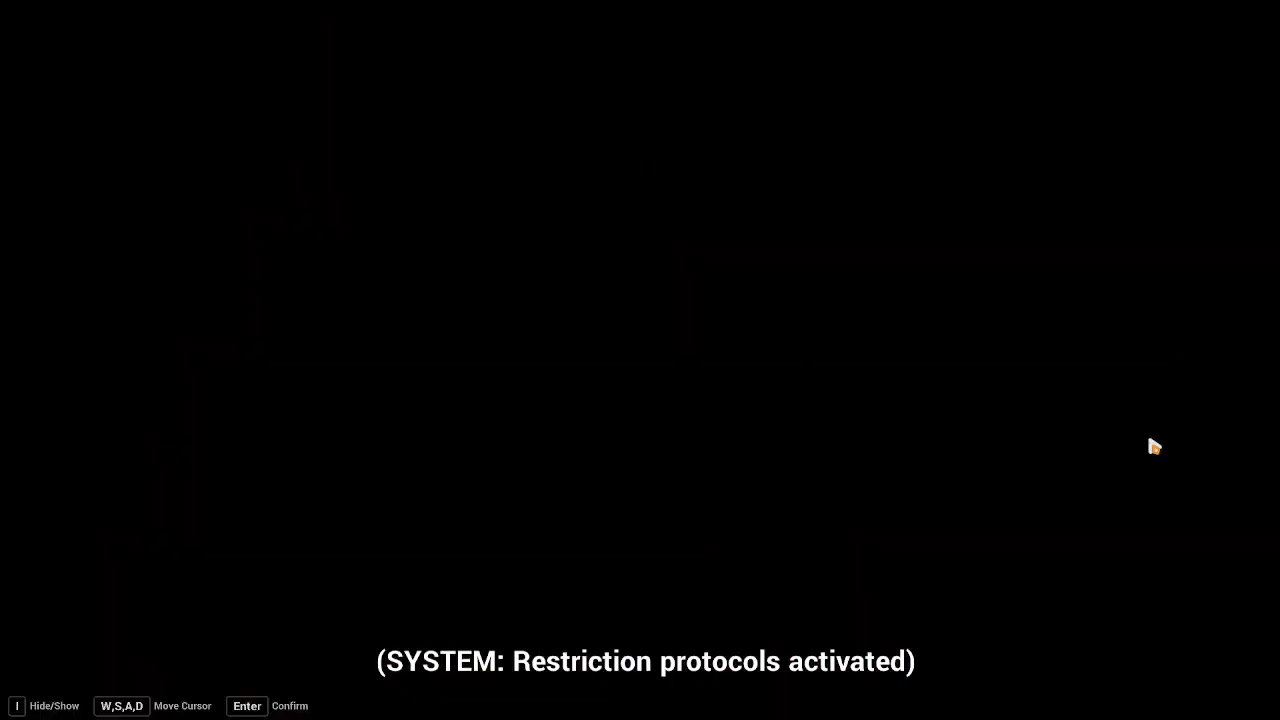 (SYSTEM: Restriction protocols activated)
I Hide/Show W,S,A,D Move Cursor Enter Confirm